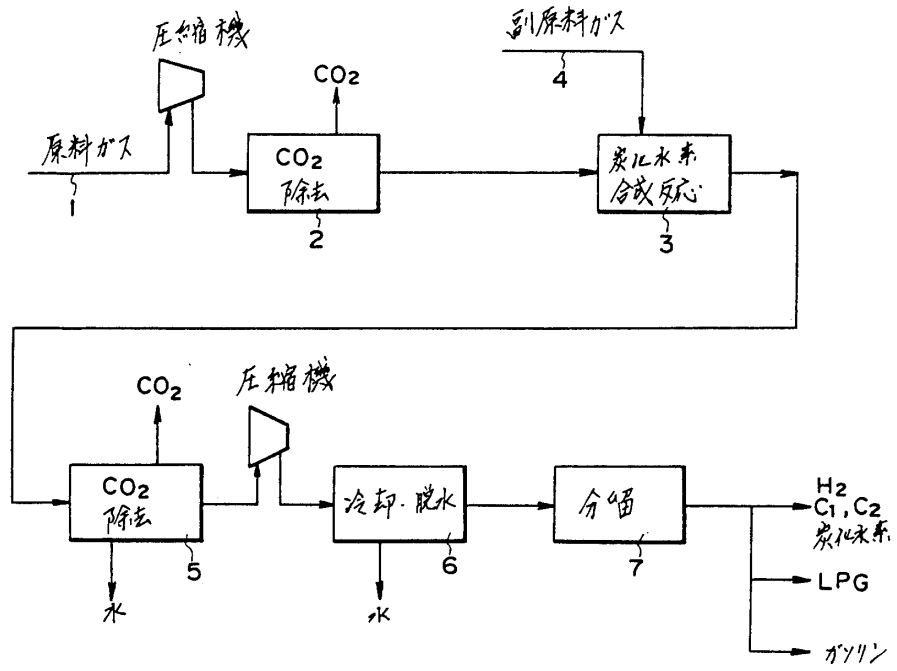 圧縮機
副原料ガス
4
CO2
原料ガス
1
CO2
除去
2
炭化水素
合成反応
3
CO2
圧縮機
CO2
除去
5
水
冷却・脱水
6
水
分留
7
H2
C1, C2
炭化水素
LPG
ガソリン